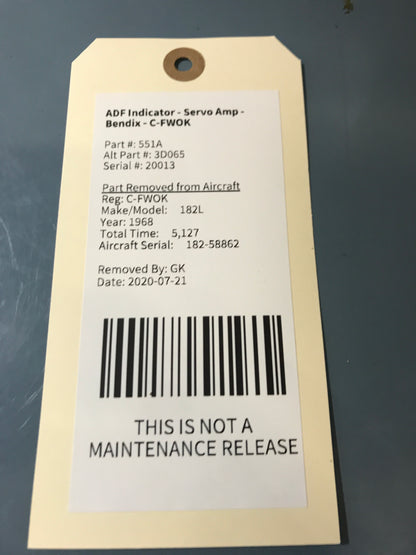 ADF Indicator - Servo Amp -
Bendix - C-FWOK
Part #: 551A
Alt Part #: 3D065
Serial #: 20013
Part Removed from Aircraft
Reg: C-FWOK
Make/Model: 182L
Year: 1968
Total Time: 5,127
Aircraft Serial: 182-58862
Removed By: GK
Date: 2020-07-21
THIS IS NOT A
MAINTENANCE RELEASE